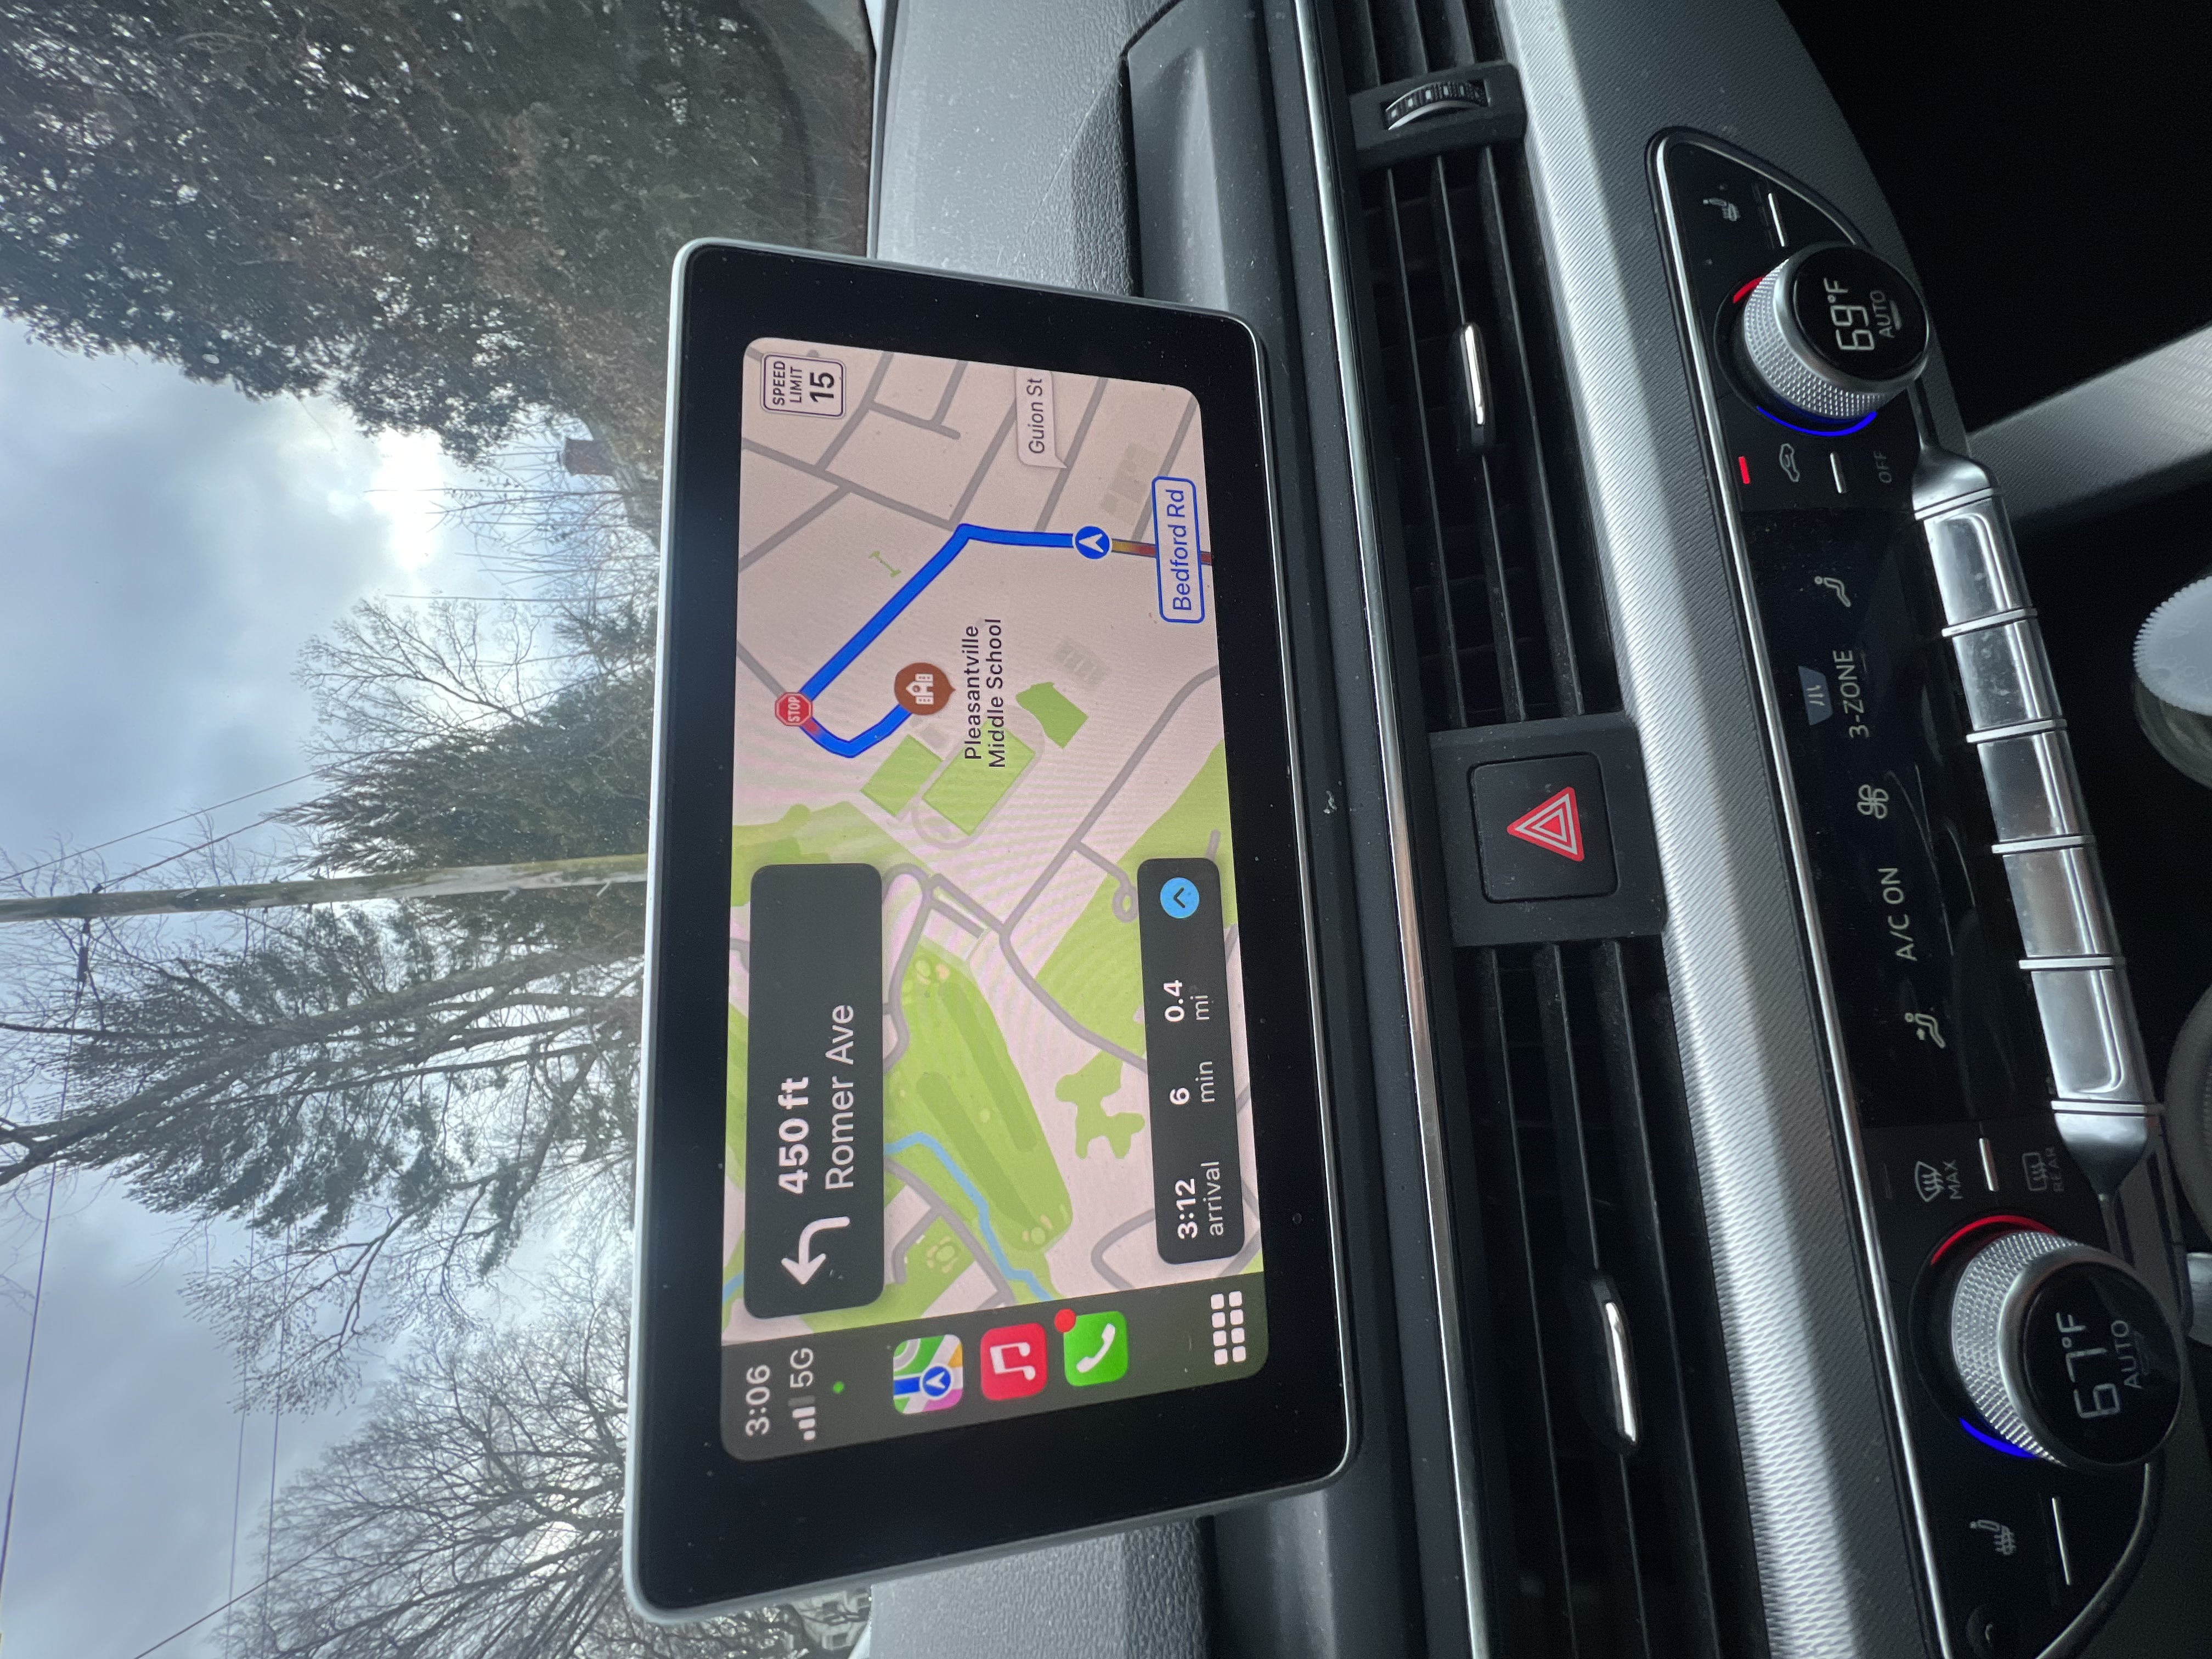 3:06
5G
450 ft
Romer Ave
STOP
SPEED
LIMIT
15
Pleasantville
Middle School
Guion St
Bedford Rd
3:12 6 0.4
arrival min mi
3-ZONE
A/C ON
OFF
69°F
AUTO
MAX
REAR
67°F
AUTO